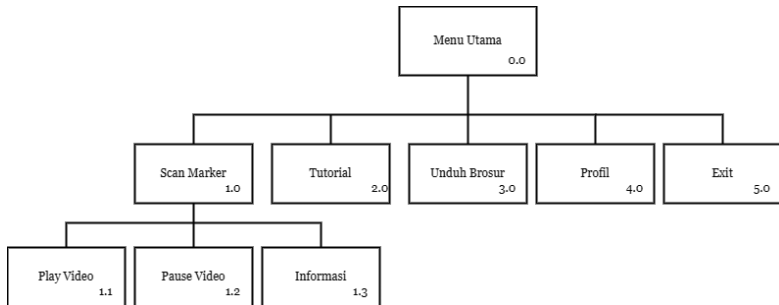 Menu Utama
0.0
Scan Marker
1.0
Tutorial
2.0
Unduh Brosur
3.0
Profil
4.0
Exit
5.0
Play Video
1.1
Pause Video
1.2
Informasi
1.3